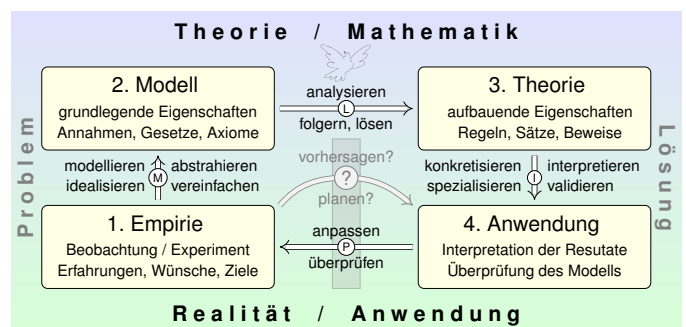 Theorie / Mathematik
Problem
Lösung
2. Modell
grundlegende Eigenschaften
Annahmen, Gesetze, Axiome
analysieren
L
folgern, lösen
3. Theorie
aufbauende Eigenschaften
Regeln, Sätze, Beweise
modellieren
idealisieren
M
abstrahieren
vereinfachen
vorhersagen?
?
planen?
konkretisieren
spezialisieren
I
interpretieren
validieren
1. Empirie
Beobachtung / Experiment
Erfahrungen, Wünsche, Ziele
anpassen
P
überprüfen
4. Anwendung
Interpretation der Resutate
Überprüfung des Modells
Realität / Anwendung